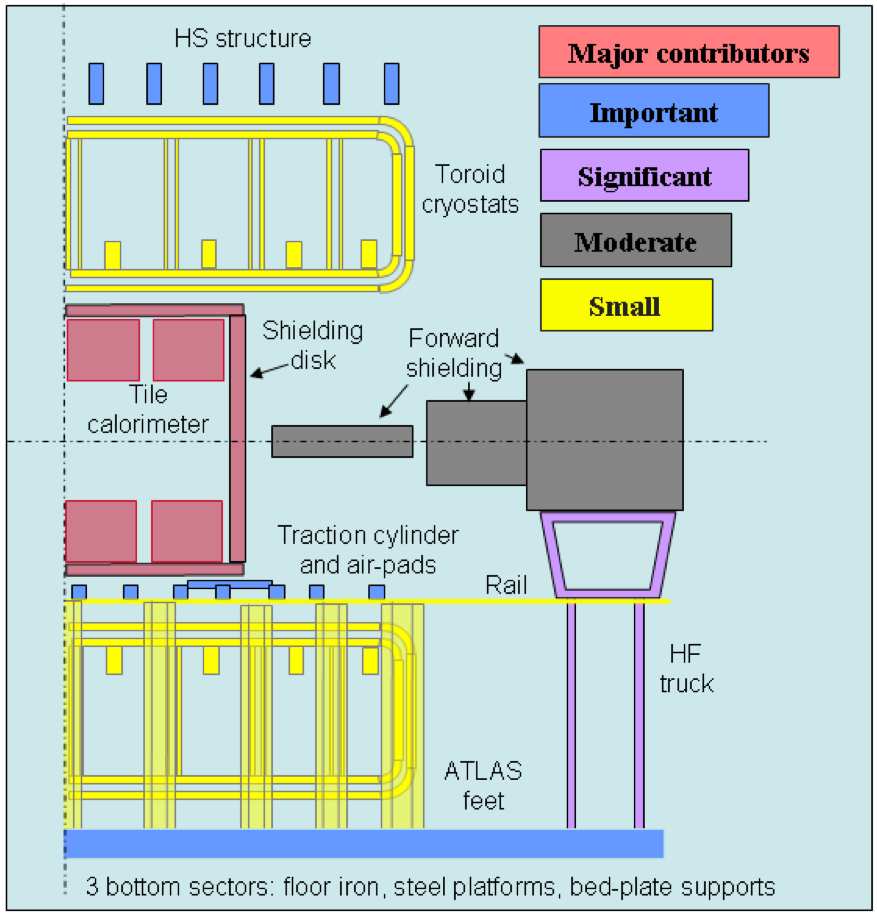 HS structure
Major contributors
Important
Significant
Moderate
Small
Toroid
cryostats
Shielding
disk
Forward
shielding
Tile
calorimeter
Traction cylinder
and air-pads
Rail
HF
truck
ATLAS
feet
3 bottom sectors: floor iron, steel platforms, bed-plate supports